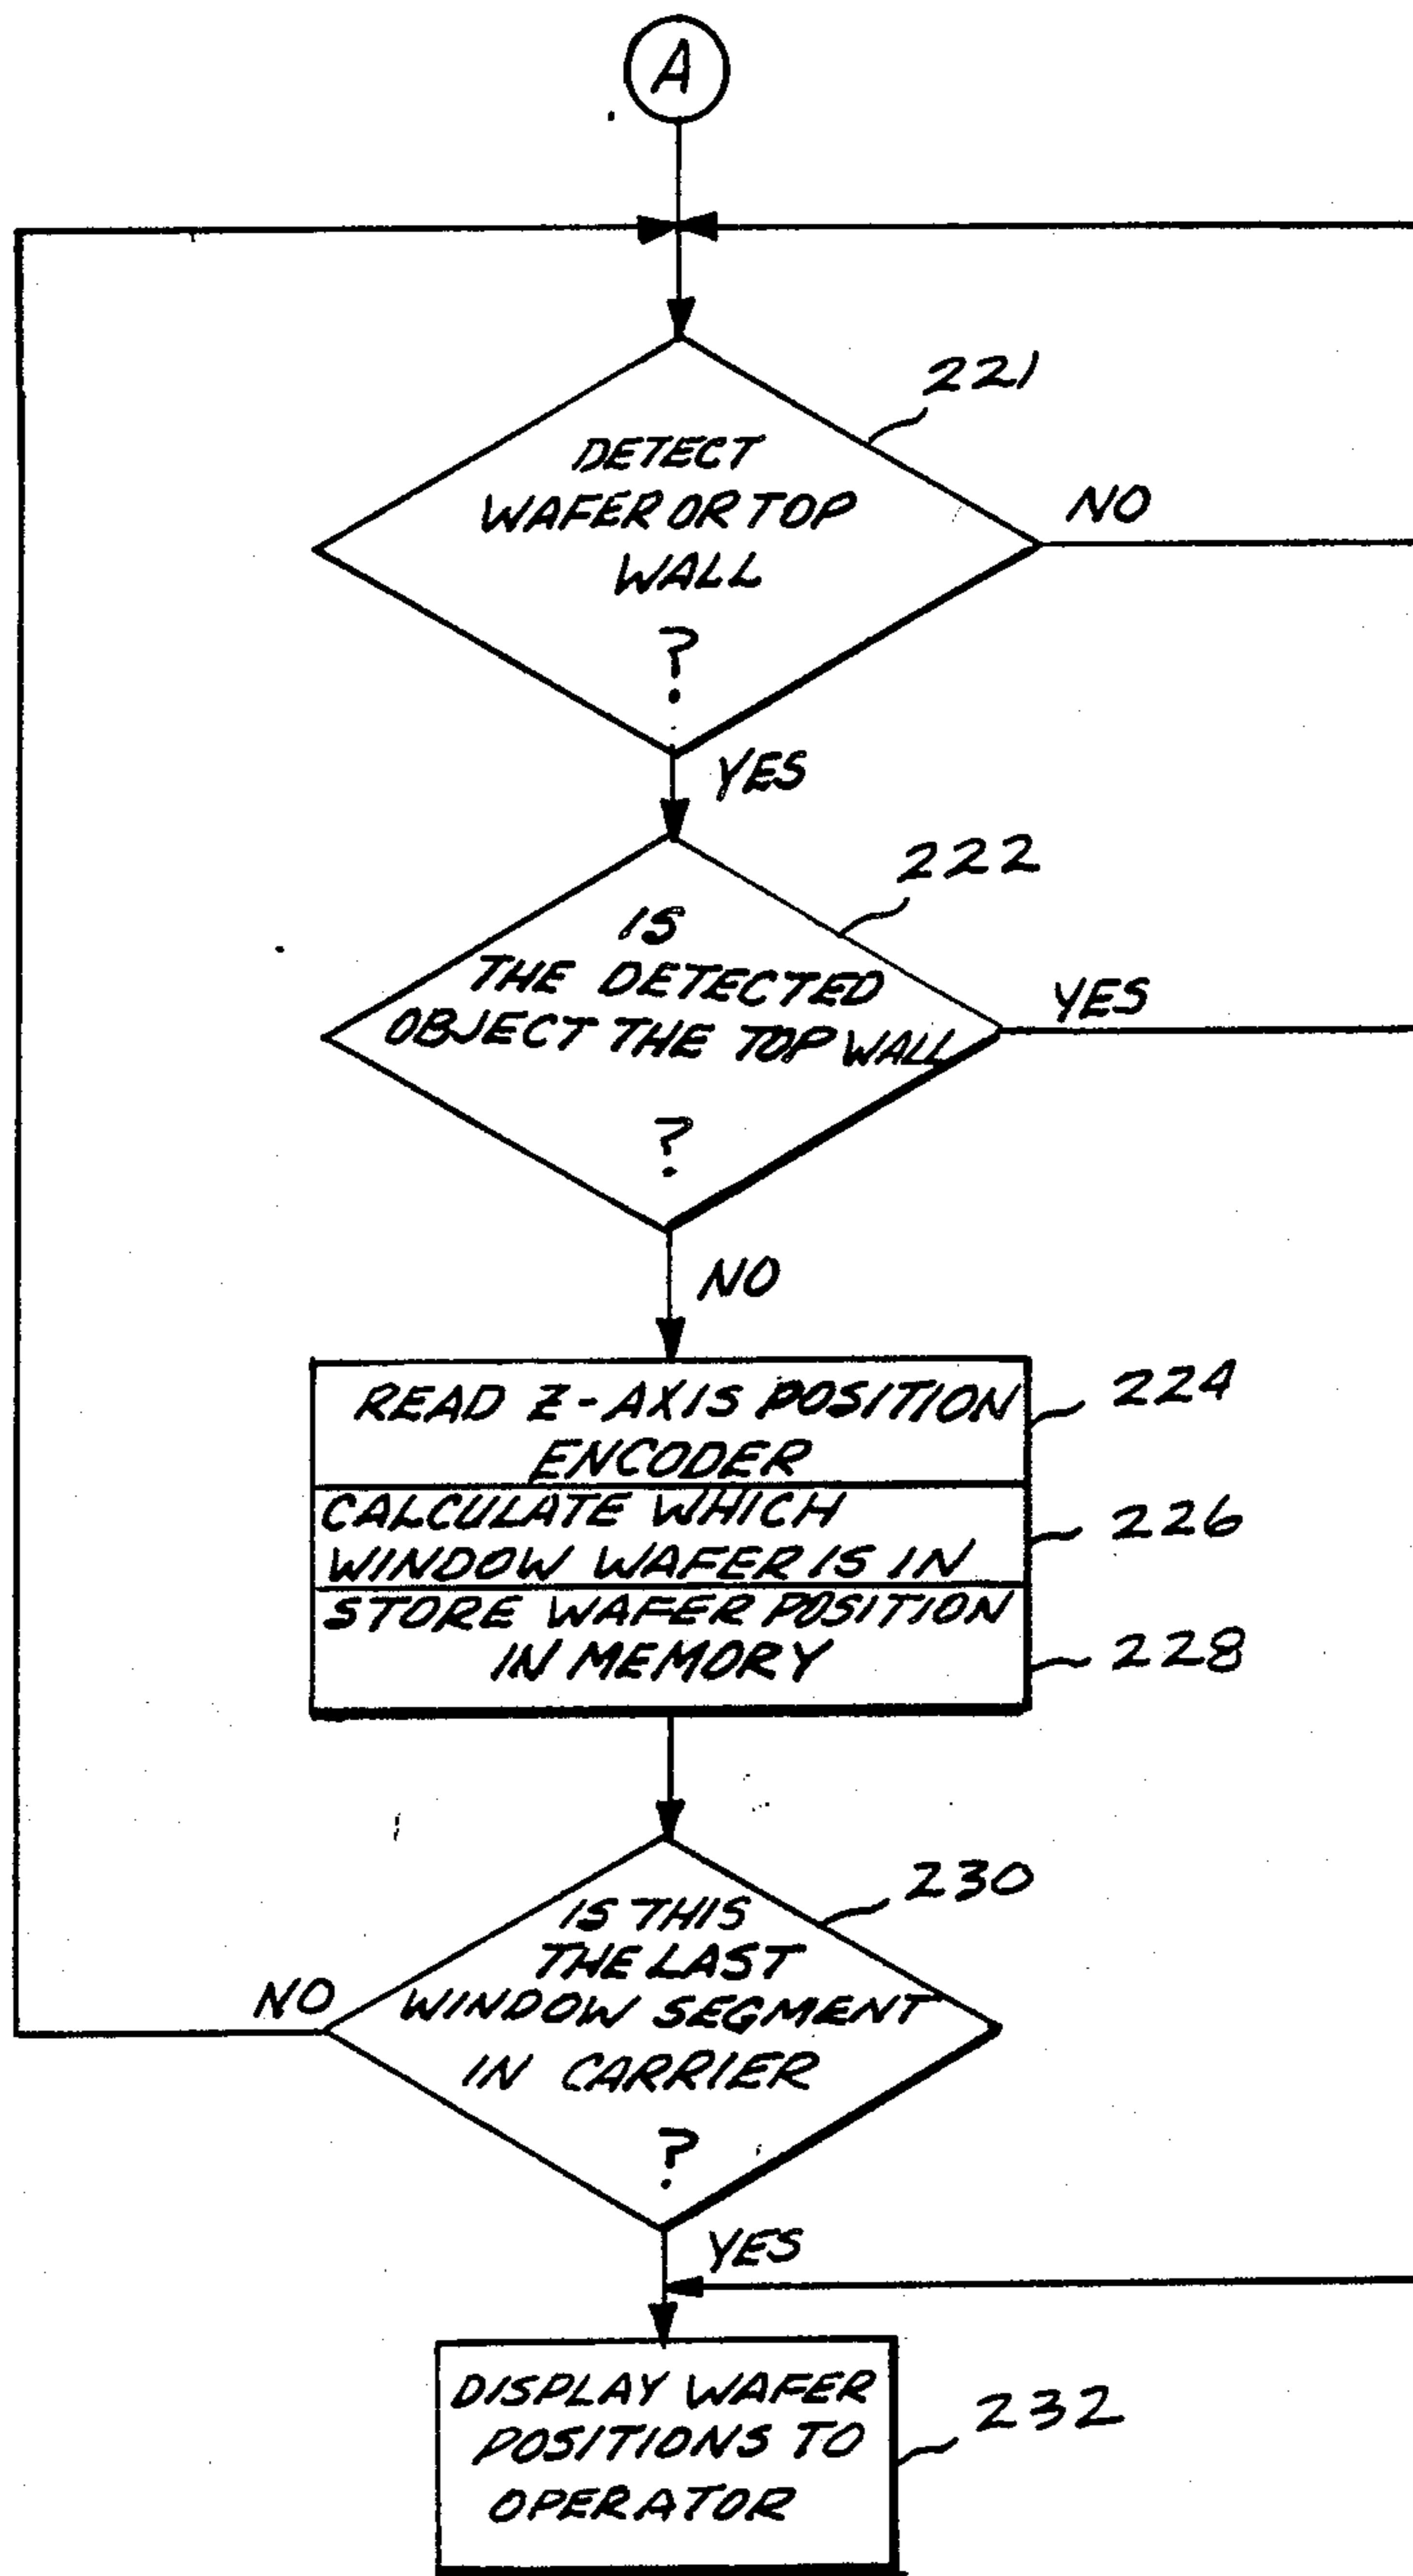 A
221
DETECT
WAFER OR TOP
WALL
?
NO
YES
222
IS
THE DETECTED
OBJECT THE TOP WALL
?
YES
NO
READ Z-AXIS POSITION
ENCODER
224
CALCULATE WHICH
WINDOW WAFER IS IN
226
STORE WAFER POSITION
IN MEMORY
228
230
IS THIS
THE LAST
WINDOW SEGMENT
IN CARRIER
?
NO
YES
DISPLAY WAFER
POSITIONS TO
OPERATOR
232